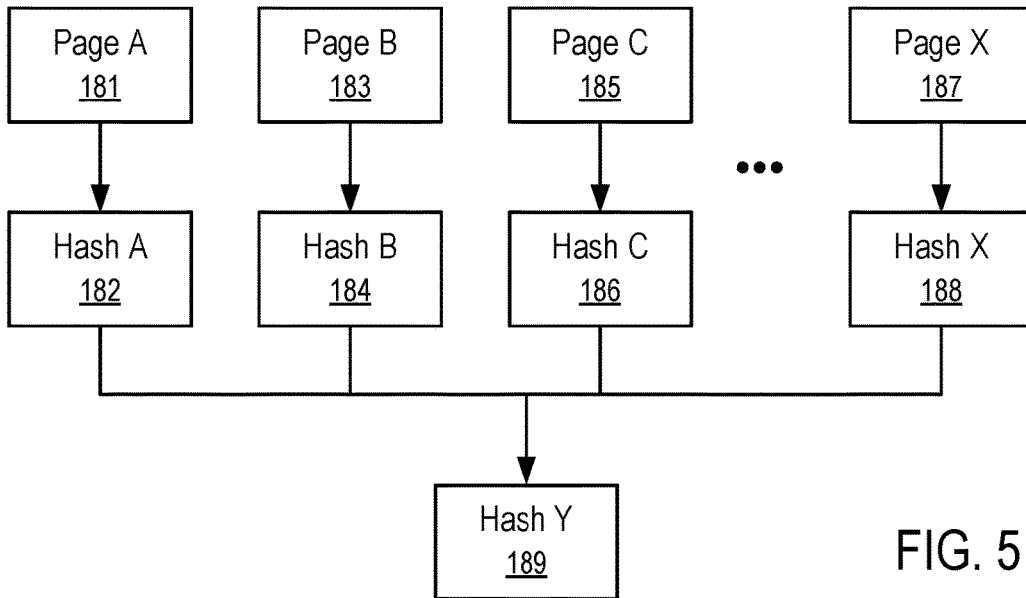 Page A
181
Page B
183
Page C
185
Page X
187
•••
Hash A
182
Hash B
184
Hash C
186
Hash X
188
Hash Y
189
FIG. 5